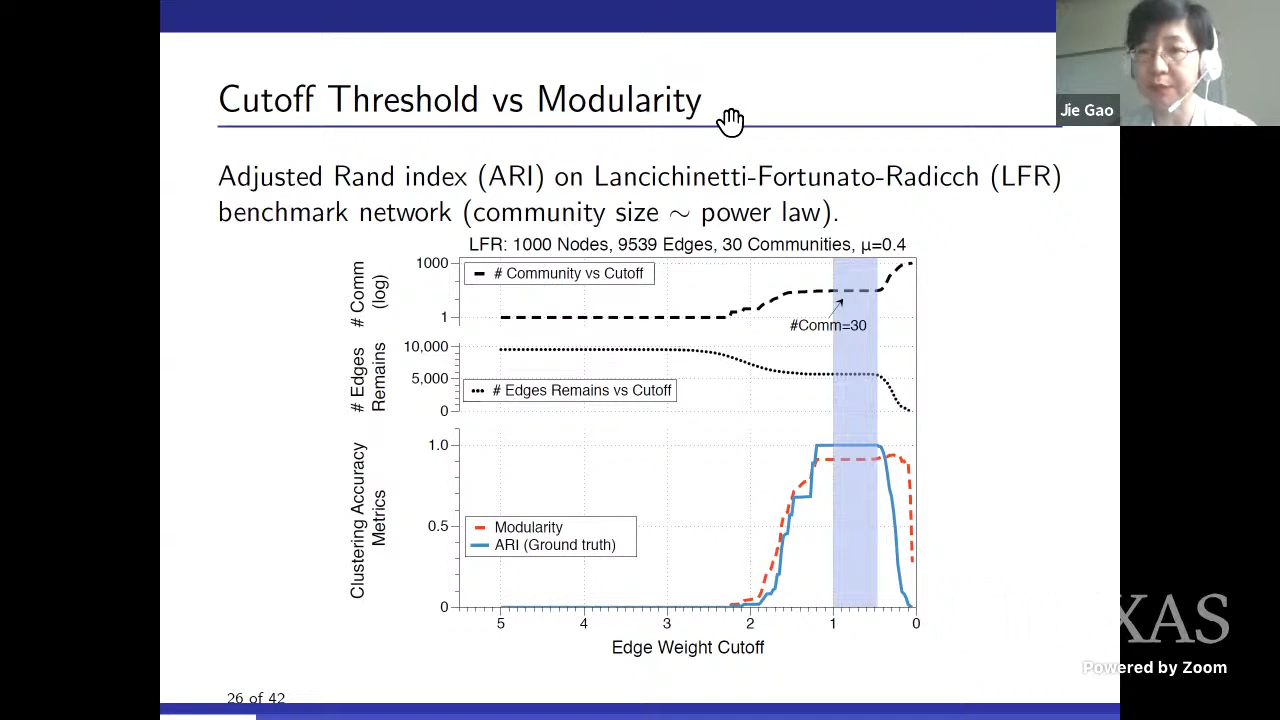 Cutoff Threshold vs Modularity
Jie Gao
Adjusted Rand index (ARI) on Lancichinetti-Fortunato-Radicch (LFR)
benchmark network (community size ∼ power law).
LFR: 1000 Nodes, 9539 Edges, 30 Communities, μ=0.4
# Comm
(log)
1000
1
# Community vs Cutoff
#Comm=30
# Edges
Remains
10,000
5,000
0
# Edges Remains vs Cutoff
Clustering Accuracy
Metrics
1.0
0.5
0
Modularity
ARI (Ground truth)
5 4 3 2 1 0
Edge Weight Cutoff
XAS
Powered by Zoom
26 of 42